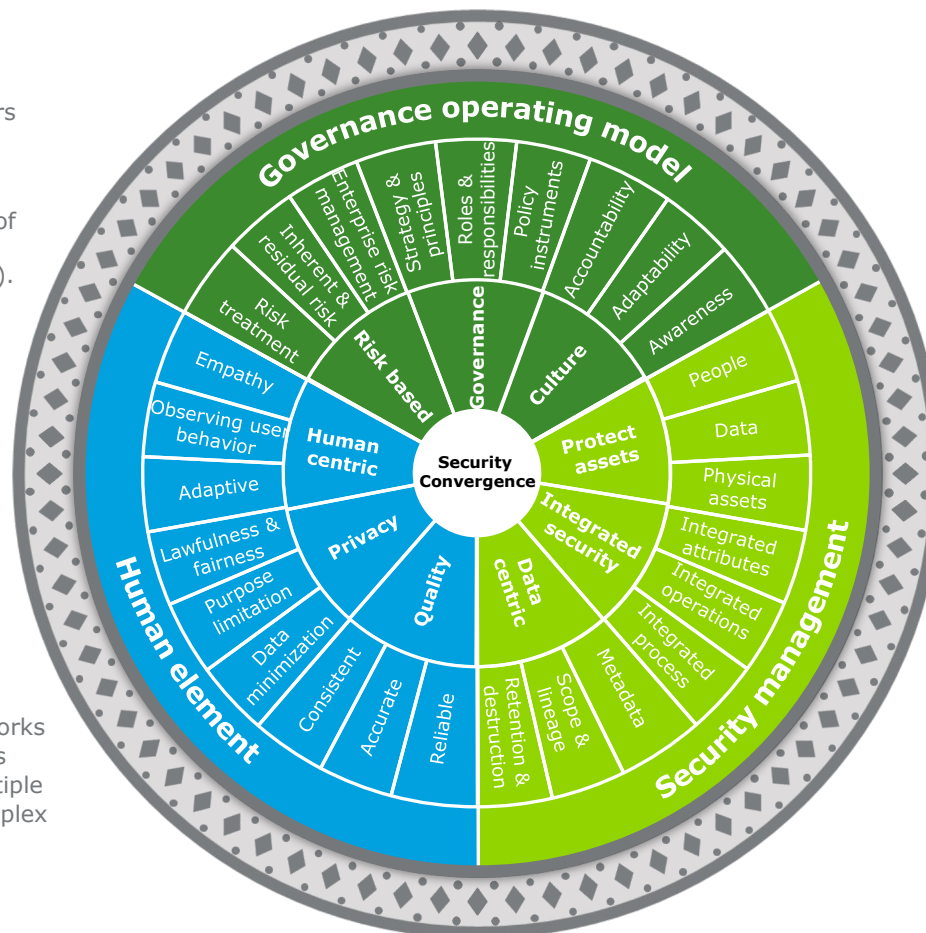 rs
of
).
orks
s
tiple
plex
Governance operating model
Risk
treatment
Inherent &
residual risk
Enterprise risk
management
Strategy &
principles
Roles &
responsibilities
Policy
instruments
Accountability
Adaptability
Awareness
Risk based
Governance
Culture
Security
Convergence
Security management
Protect
assets
People
Data
Physical
assets
Integrated
security
Integrated
attributes
Integrated
operations
Integrated
process
Data
centric
Metadata
Scope &
lineage
Retention &
destruction
Human element
Human
centric
Empathy
Observing user
behavior
Adaptive
Privacy
Lawfulness &
fairness
Purpose
limitation
Data
minimization
Quality
Consistent
Accurate
Reliable